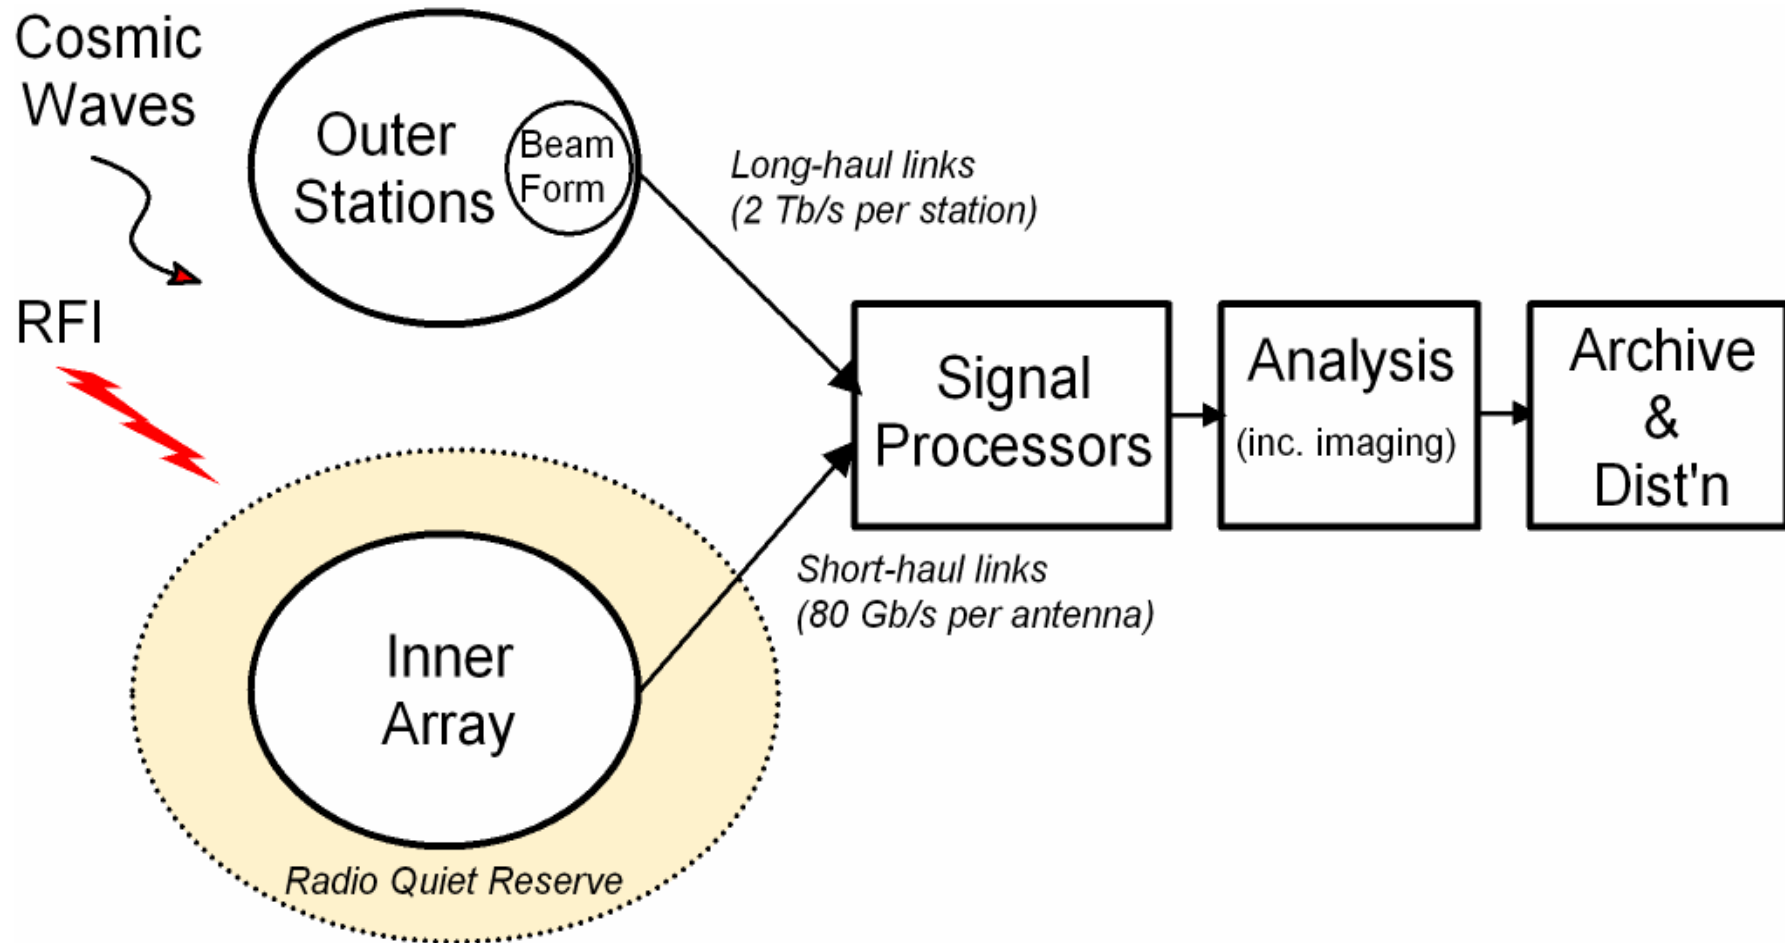 Cosmic
Waves
Outer
Stations
Beam
Form
Long-haul links
(2 Tb/s per station)
RFI
Signal
Processors
Analysis
(inc. imaging)
Archive
&
Dist'n
Short-haul links
(80 Gb/s per antenna)
Inner
Array
Radio Quiet Reserve